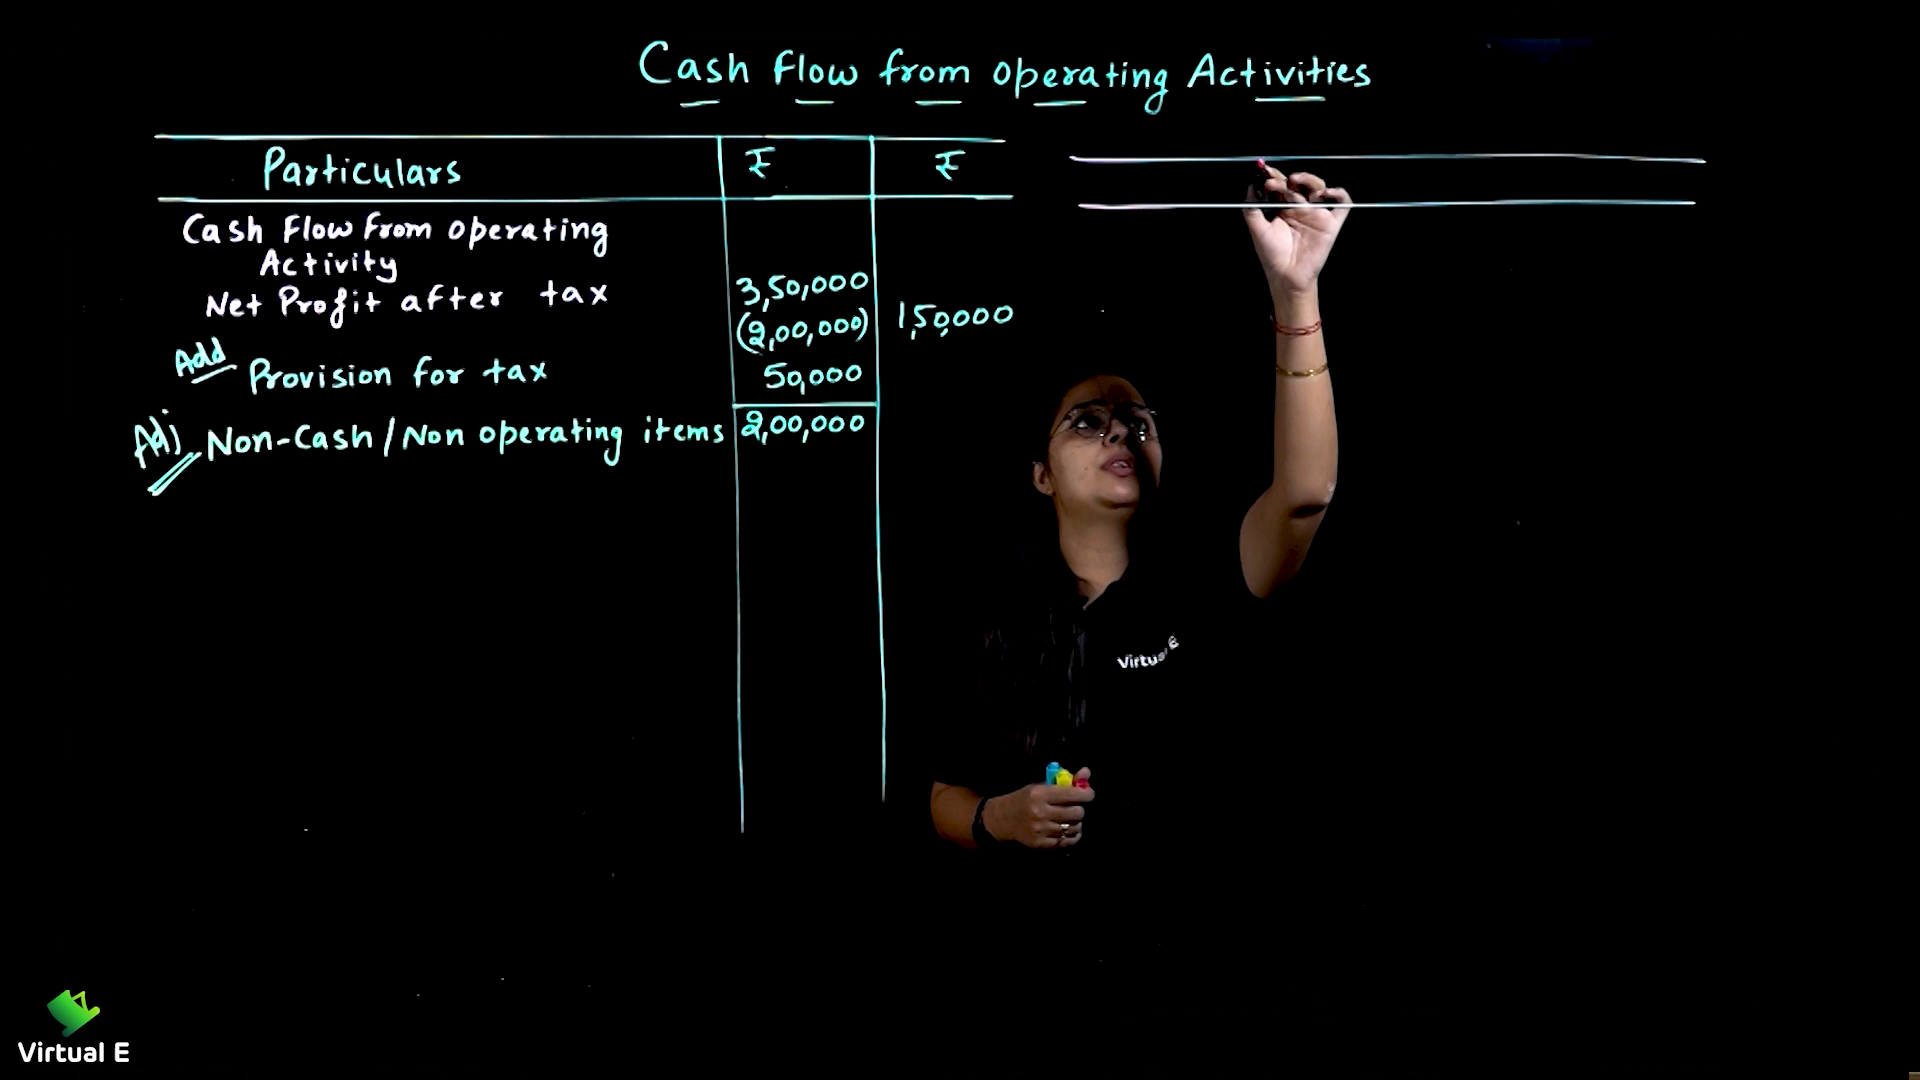 Cash Flow from Operating Activities
Particulars ₹ ₹
Cash Flow From Operating
Activity
Net Profit after tax 3,50,000
(2,00,000) 1,50,000
Add Provision for tax 50,000
Adj Non-Cash/Non operating items 2,00,000
Virtual E
Virtual E